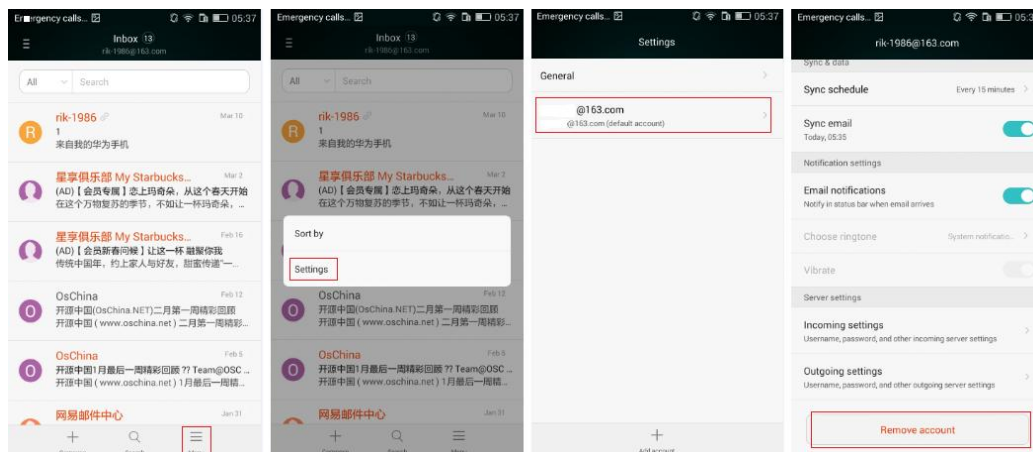 Emergency calls... 05:37
Inbox 13
rik-1986@163.com
All Search
rik-1986 Mar 10
1
来自我的华为手机
星享俱乐部 My Starbucks... Mar 2
(AD)【会员专属】恋上玛奇朵，从这个春天开始
在这个万物复苏的季节，不如让一杯玛奇朵，...
星享俱乐部 My Starbucks... Feb 16
(AD)【会员新春问候】让这一杯 融聚你我
传统中国年，约上家人与好友，甜蜜传递"一...
OsChina Feb 12
开源中国(OsChina.NET)二月第一周精彩回顾
开源中国 ( www.oschina.net ) 二月第一周精彩...
OsChina Feb 5
开源中国1月最后一周精彩回顾 ?? Team@OSC ...
开源中国 ( www.oschina.net ) 1月最后一周精...
网易邮件中心 Jan 31
Emergency calls... 05:37
Inbox 13
rik-1986@163.com
All Search
rik-1986 Mar 10
1
来自我的华为手机
星享俱乐部 My Starbucks... Mar 2
(AD)【会员专属】恋上玛奇朵，从这个春天开始
在这个万物复苏的季节，不如让一杯玛奇朵，...
Sort by
Settings
OsChina Feb 12
开源中国(OsChina.NET)二月第一周精彩回顾
开源中国 ( www.oschina.net ) 二月第一周精彩...
OsChina Feb 5
开源中国1月最后一周精彩回顾 ?? Team@OSC ...
开源中国 ( www.oschina.net ) 1月最后一周精...
网易邮件中心 Jan 31
Emergency calls... 05:37
Settings
General
@163.com
@163.com (default account)
Add account
Emergency calls...
rik-1986@163.com
Sync & data
Sync schedule Every 15 minutes
Sync email
Today, 05:35
Notification settings
Email notifications
Notify in status bar when email arrives
Choose ringtone System notificatio...
Vibrate
Server settings
Incoming settings
Username, password, and other incoming server settings
Outgoing settings
Username, password, and other outgoing server settings
Remove account